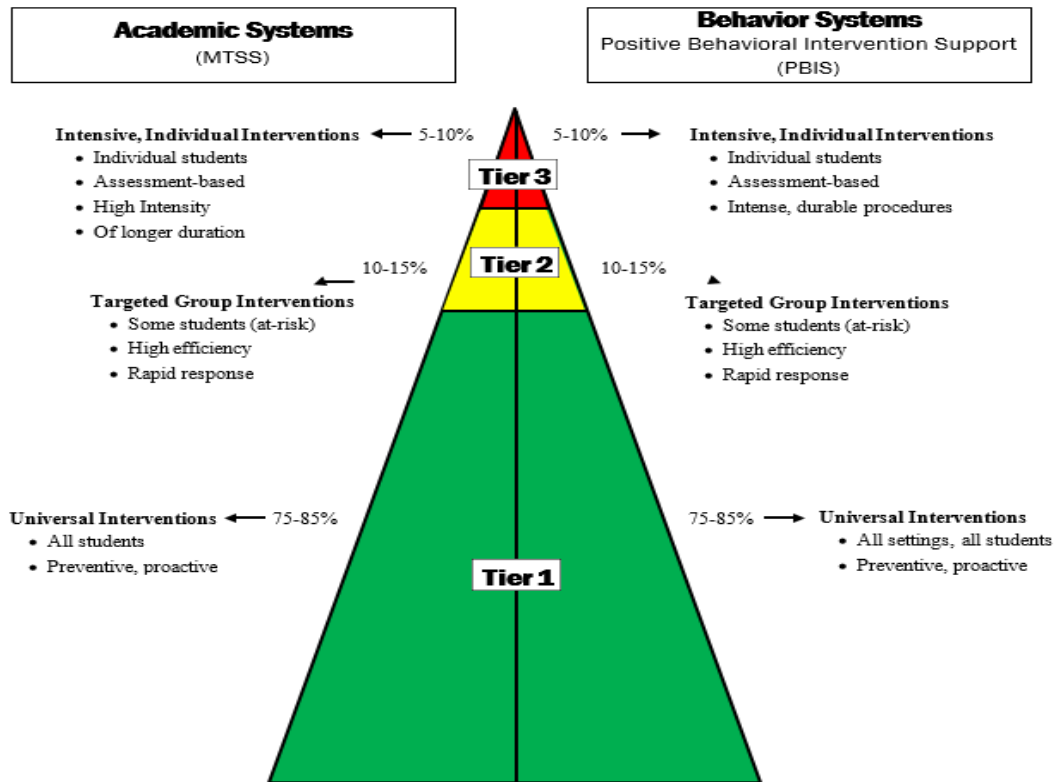 Academic Systems
(MTSS)
Behavior Systems
Positive Behavioral Intervention Support
(PBIS)
Intensive, Individual Interventions
• Individual students
• Assessment-based
• High Intensity
• Of longer duration
5-10%
5-10%
Intensive, Individual Interventions
• Individual students
• Assessment-based
• Intense, durable procedures
Tier 3
10-15%
Targeted Group Interventions
• Some students (at-risk)
• High efficiency
• Rapid response
Tier 2
10-15%
Targeted Group Interventions
• Some students (at-risk)
• High efficiency
• Rapid response
Universal Interventions
75-85%
• All students
• Preventive, proactive
75-85%
Universal Interventions
• All settings, all students
• Preventive, proactive
Tier 1